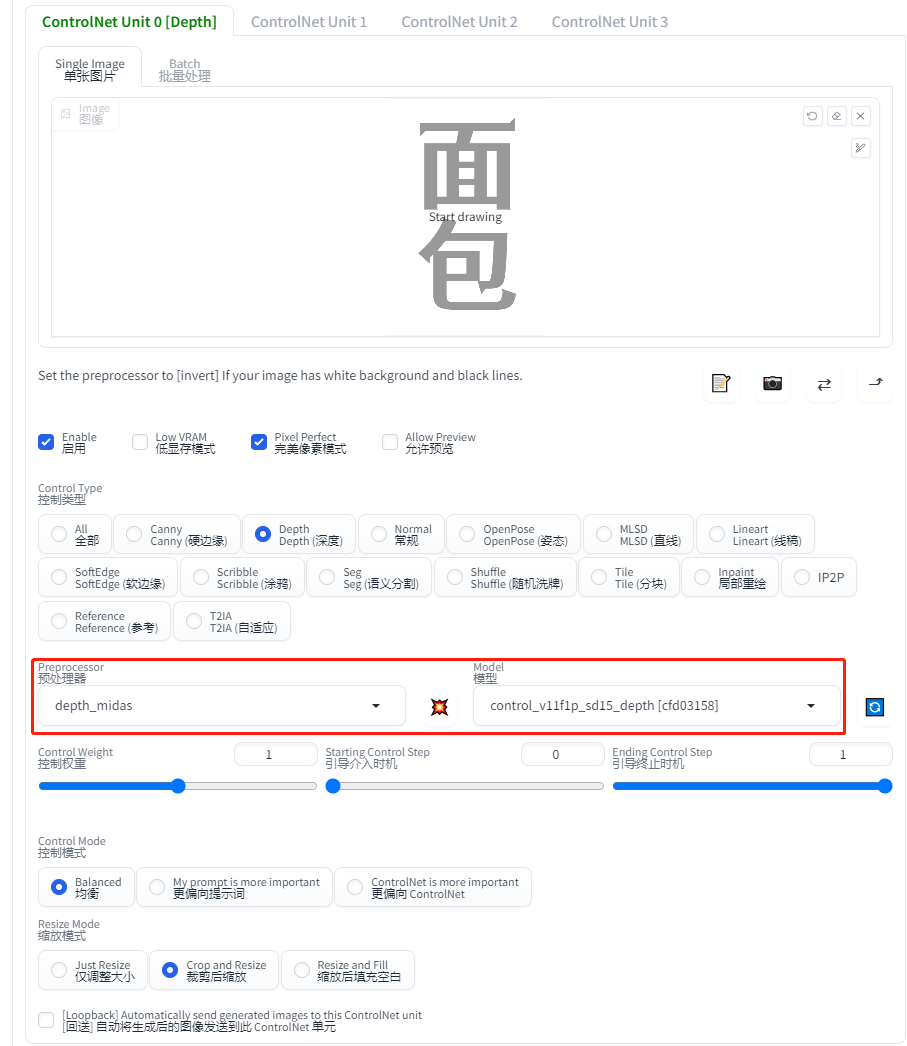 ControlNet Unit 0 [Depth] ControlNet Unit 1 ControlNet Unit 2 ControlNet Unit 3
Single Image Batch
单张图片 批量处理
Image
图像
面
Start drawing
包
Set the preprocessor to [invert] If your image has white background and black lines.
Enable Low VRAM Pixel Perfect Allow Preview
启用 低显存模式 完美像素模式 允许预览
Control Type
控制类型
All Canny Depth Normal OpenPose MLSD Lineart
全部 Canny (硬边缘) Depth (深度) 常规 OpenPose (姿态) MLSD (直线) Lineart (线稿)
SoftEdge Scribble Seg Shuffle Tile Inpaint IP2P
SoftEdge (软边缘) Scribble (涂鸦) Seg (语义分割) Shuffle (随机洗牌) Tile (分块) 局部重绘
Reference T2IA
Reference (参考) T2IA (自适应)
Preprocessor Model
预处理器 模型
depth_midas control_v11f1p_sd15_depth [cfd03158]
Control Weight 1 Starting Control Step 0 Ending Control Step 1
控制权重 引导介入时机 引导终止时机
Control Mode
控制模式
Balanced My prompt is more important ControlNet is more important
均衡 更偏向提示词 更偏向 ControlNet
Resize Mode
缩放模式
Just Resize Crop and Resize Resize and Fill
仅调整大小 裁剪后缩放 缩放后填充空白
[Loopback] Automatically send generated images to this ControlNet unit
[回送] 自动将生成后的图像发送到此 ControlNet 单元